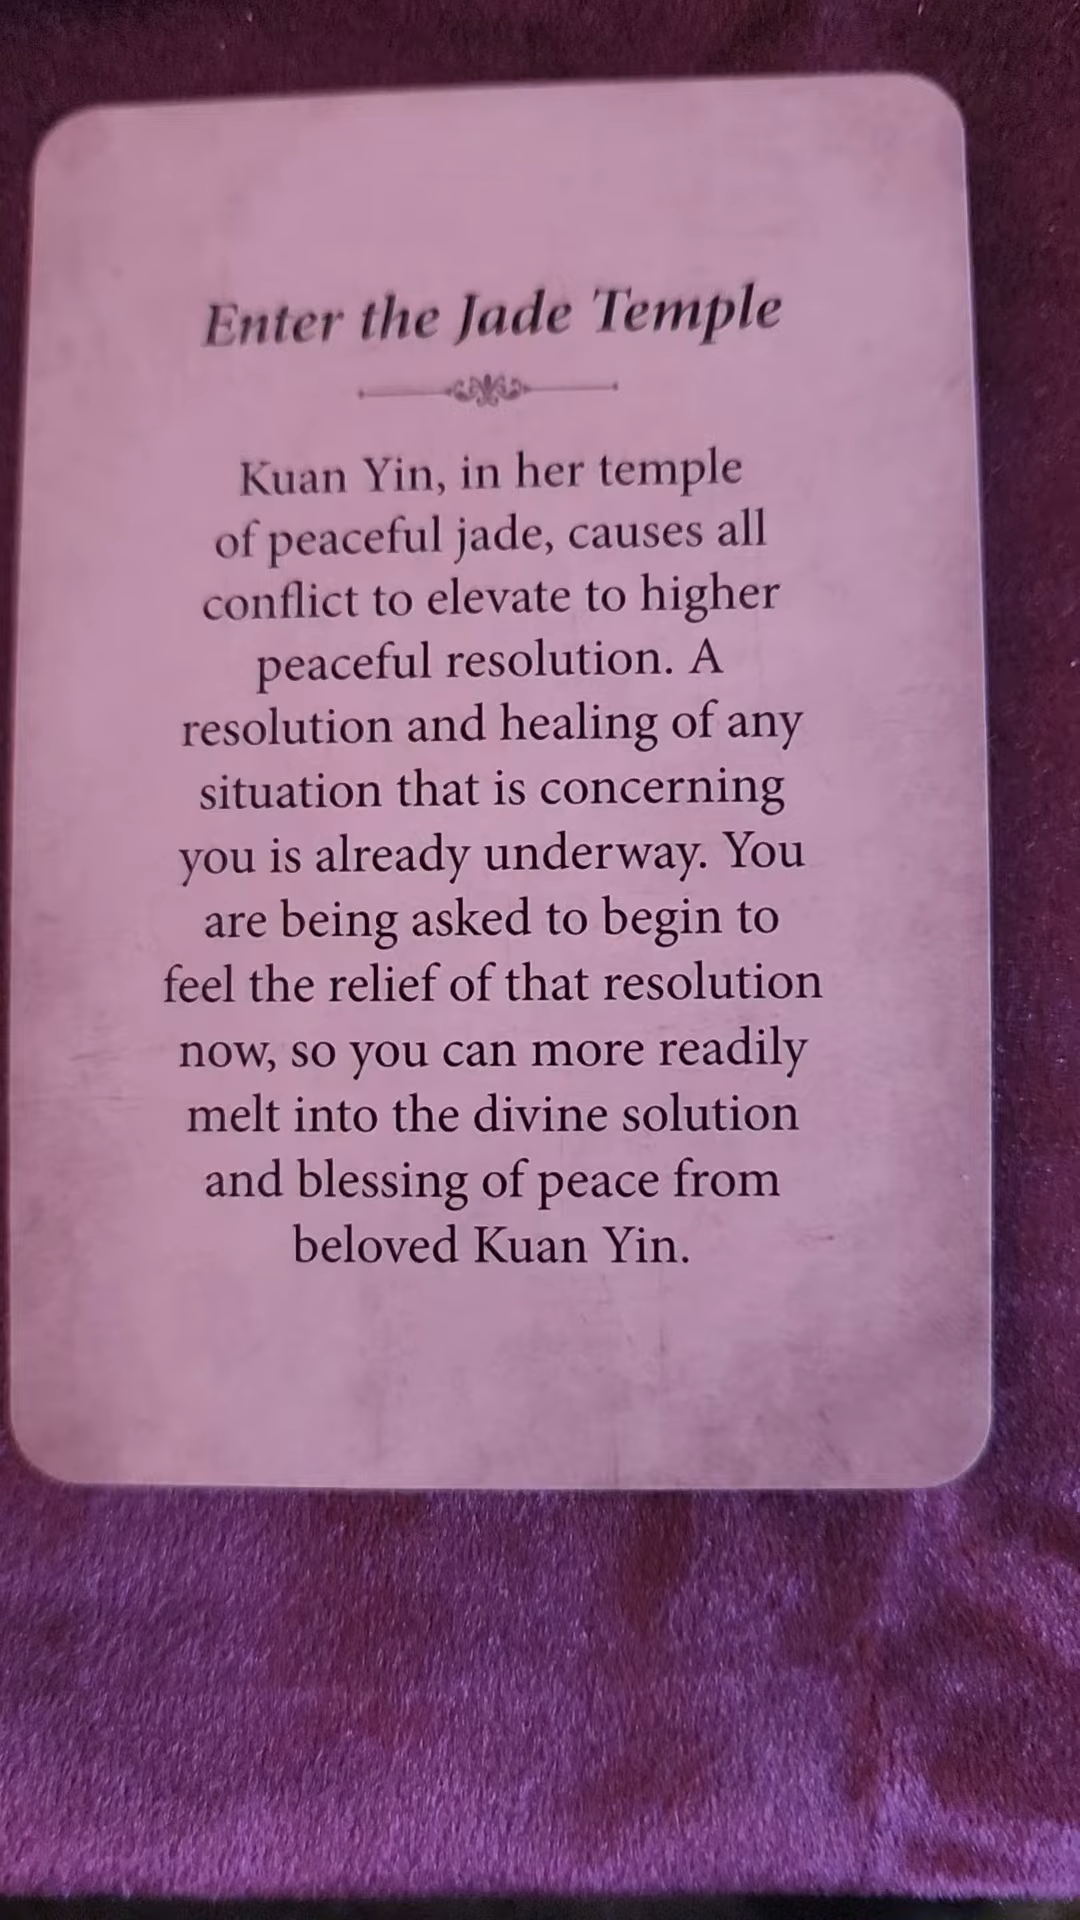 Enter the Jade Temple
Kuan Yin, in her temple
of peaceful jade, causes all
conflict to elevate to higher
peaceful resolution. A
resolution and healing of any
situation that is concerning
you is already underway. You
are being asked to begin to
feel the relief of that resolution
now, so you can more readily
melt into the divine solution
and blessing of peace from
beloved Kuan Yin.